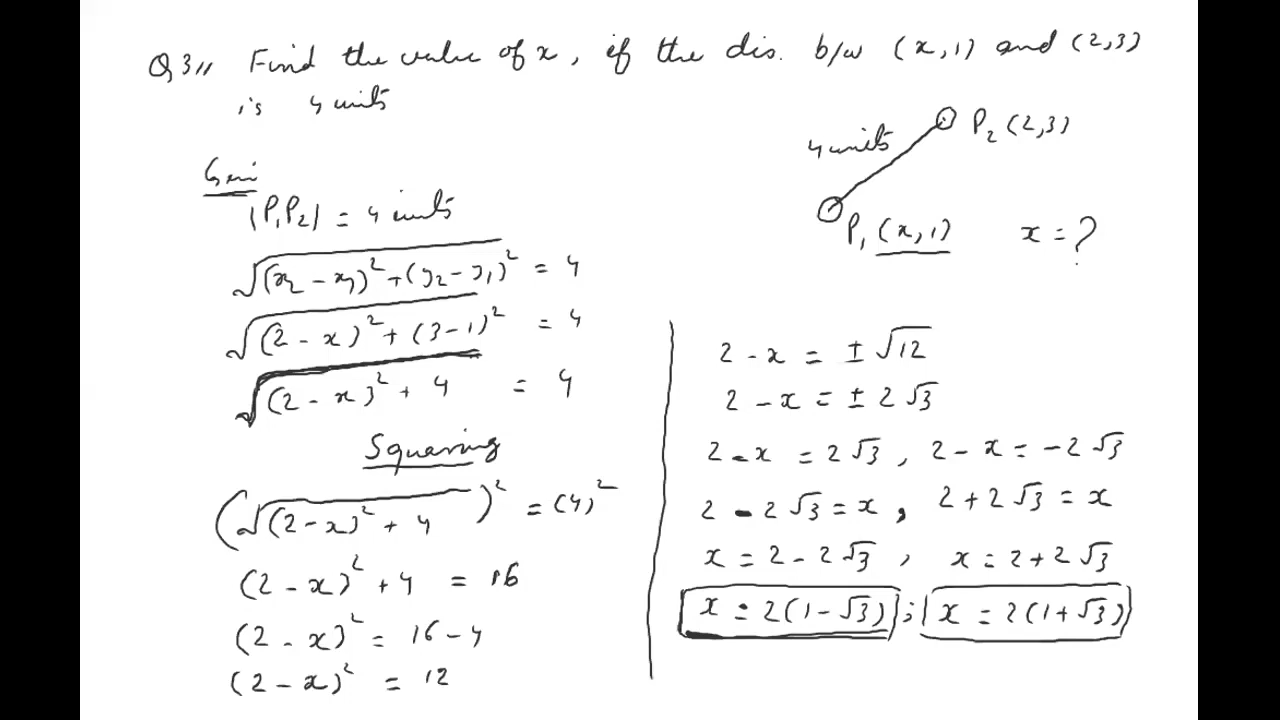 Q3// Find the value of x, if the dis. b/w (x,1) and (2,3)
is 4 units
4 units
P₂(2,3)
P₁(x,1)
x = ?
|P₁P₂| = 4 units
√((x₂ - x₁)² + (y₂ - y₁)²) = 4
√((2 - x)² + (3 - 1)²) = 4
√((2 - x)² + 4) = 4
Squaring
(√((2 - x)² + 4))² = (4)²
(2 - x)² + 4 = 16
(2 - x)² = 16 - 4
(2 - x)² = 12
2 - x = ± √12
2 - x = ± 2√3
2 - x = 2√3 , 2 - x = -2√3
2 - 2√3 = x , 2 + 2√3 = x
x = 2 - 2√3 , x = 2 + 2√3
x = 2(1 - √3) ; x = 2(1 + √3)